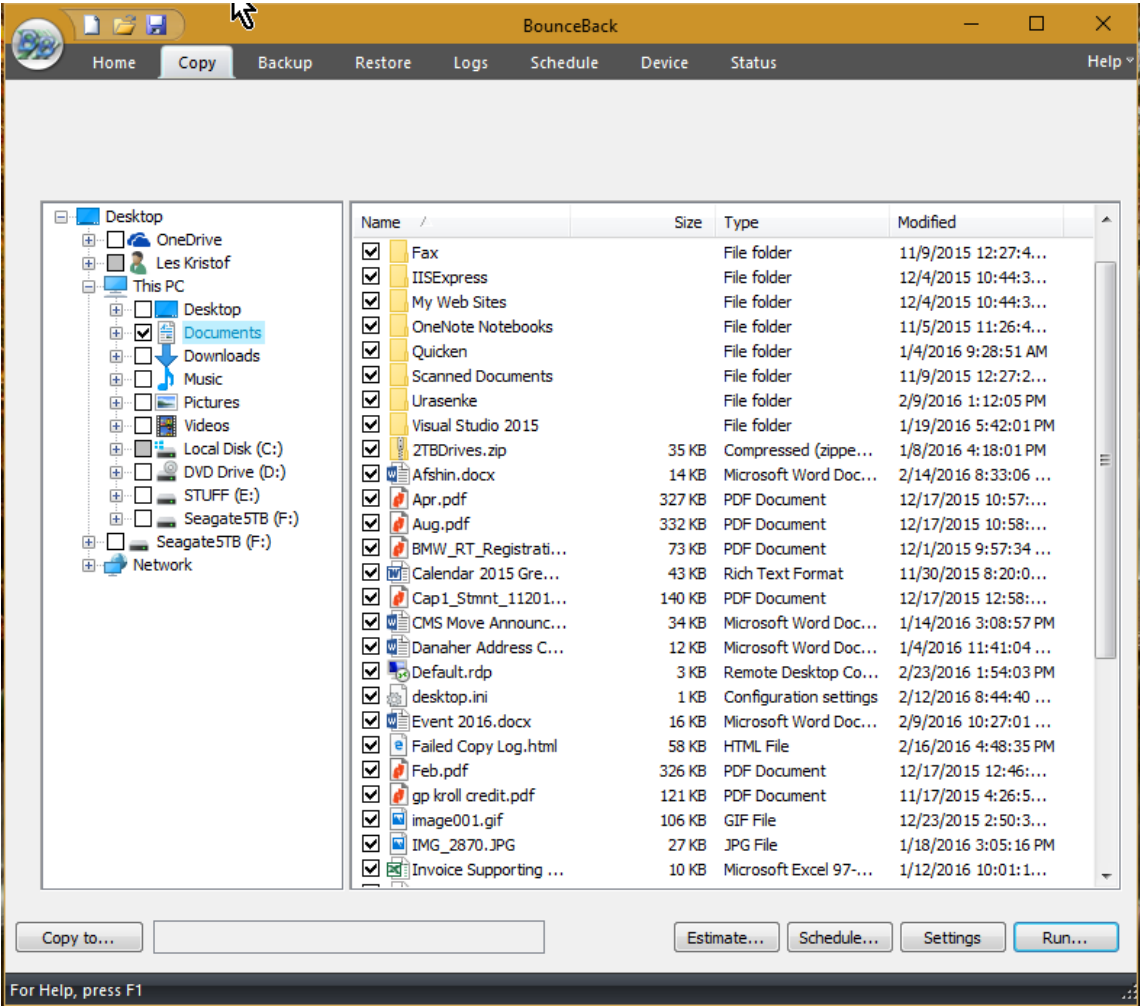 BounceBack
Home Copy Backup Restore Logs Schedule Device Status Help
Desktop
OneDrive
Les Kristof
This PC
Desktop
Documents
Downloads
Music
Pictures
Videos
Local Disk (C:)
DVD Drive (D:)
STUFF (E:)
Seagate5TB (F:)
Seagate5TB (F:)
Network
Name Size Type Modified
Fax File folder 11/9/2015 12:27:4...
IISExpress File folder 12/4/2015 10:44:3...
My Web Sites File folder 12/4/2015 10:44:3...
OneNote Notebooks File folder 11/5/2015 11:26:4...
Quicken File folder 1/4/2016 9:28:51 AM
Scanned Documents File folder 11/9/2015 12:27:2...
Urasenke File folder 2/9/2016 1:12:05 PM
Visual Studio 2015 File folder 1/19/2016 5:42:01 PM
2TBDrives.zip 35 KB Compressed (zippe... 1/8/2016 4:18:01 PM
Afshin.docx 14 KB Microsoft Word Doc... 2/14/2016 8:33:06 ...
Apr.pdf 327 KB PDF Document 12/17/2015 10:57:...
Aug.pdf 332 KB PDF Document 12/17/2015 10:58:...
BMW_RT_Registrati... 73 KB PDF Document 12/1/2015 9:57:34 ...
Calendar 2015 Gre... 43 KB Rich Text Format 11/30/2015 8:20:0...
Cap1_Stmnt_11201... 140 KB PDF Document 12/17/2015 12:58:...
CMS Move Announc... 34 KB Microsoft Word Doc... 1/14/2016 3:08:57 PM
Danaher Address C... 12 KB Microsoft Word Doc... 1/4/2016 11:41:04 ...
Default.rdp 3 KB Remote Desktop Co... 2/23/2016 1:54:03 PM
desktop.ini 1 KB Configuration settings 2/12/2016 8:44:40 ...
Event 2016.docx 16 KB Microsoft Word Doc... 2/9/2016 10:27:01 ...
Failed Copy Log.html 58 KB HTML File 2/16/2016 4:48:35 PM
Feb.pdf 326 KB PDF Document 12/17/2015 12:46:...
gp kroll credit.pdf 121 KB PDF Document 11/17/2015 4:26:5...
image001.gif 106 KB GIF File 12/23/2015 2:50:3...
IMG_2870.JPG 27 KB JPG File 1/18/2016 3:05:16 PM
Invoice Supporting ... 10 KB Microsoft Excel 97-... 1/12/2016 10:01:1...
Copy to... Estimate... Schedule... Settings Run...
For Help, press F1